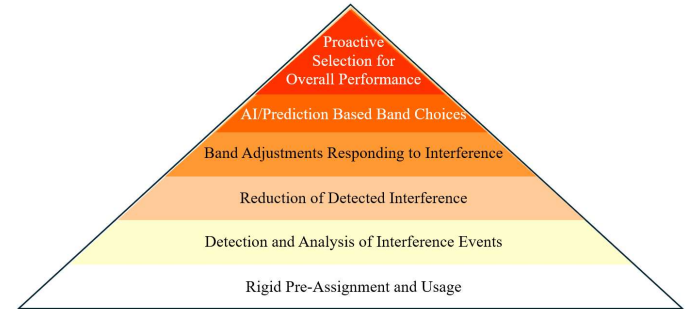 Proactive
Selection for
Overall Performance
AI/Prediction Based Band Choices
Band Adjustments Responding to Interference
Reduction of Detected Interference
Detection and Analysis of Interference Events
Rigid Pre-Assignment and Usage